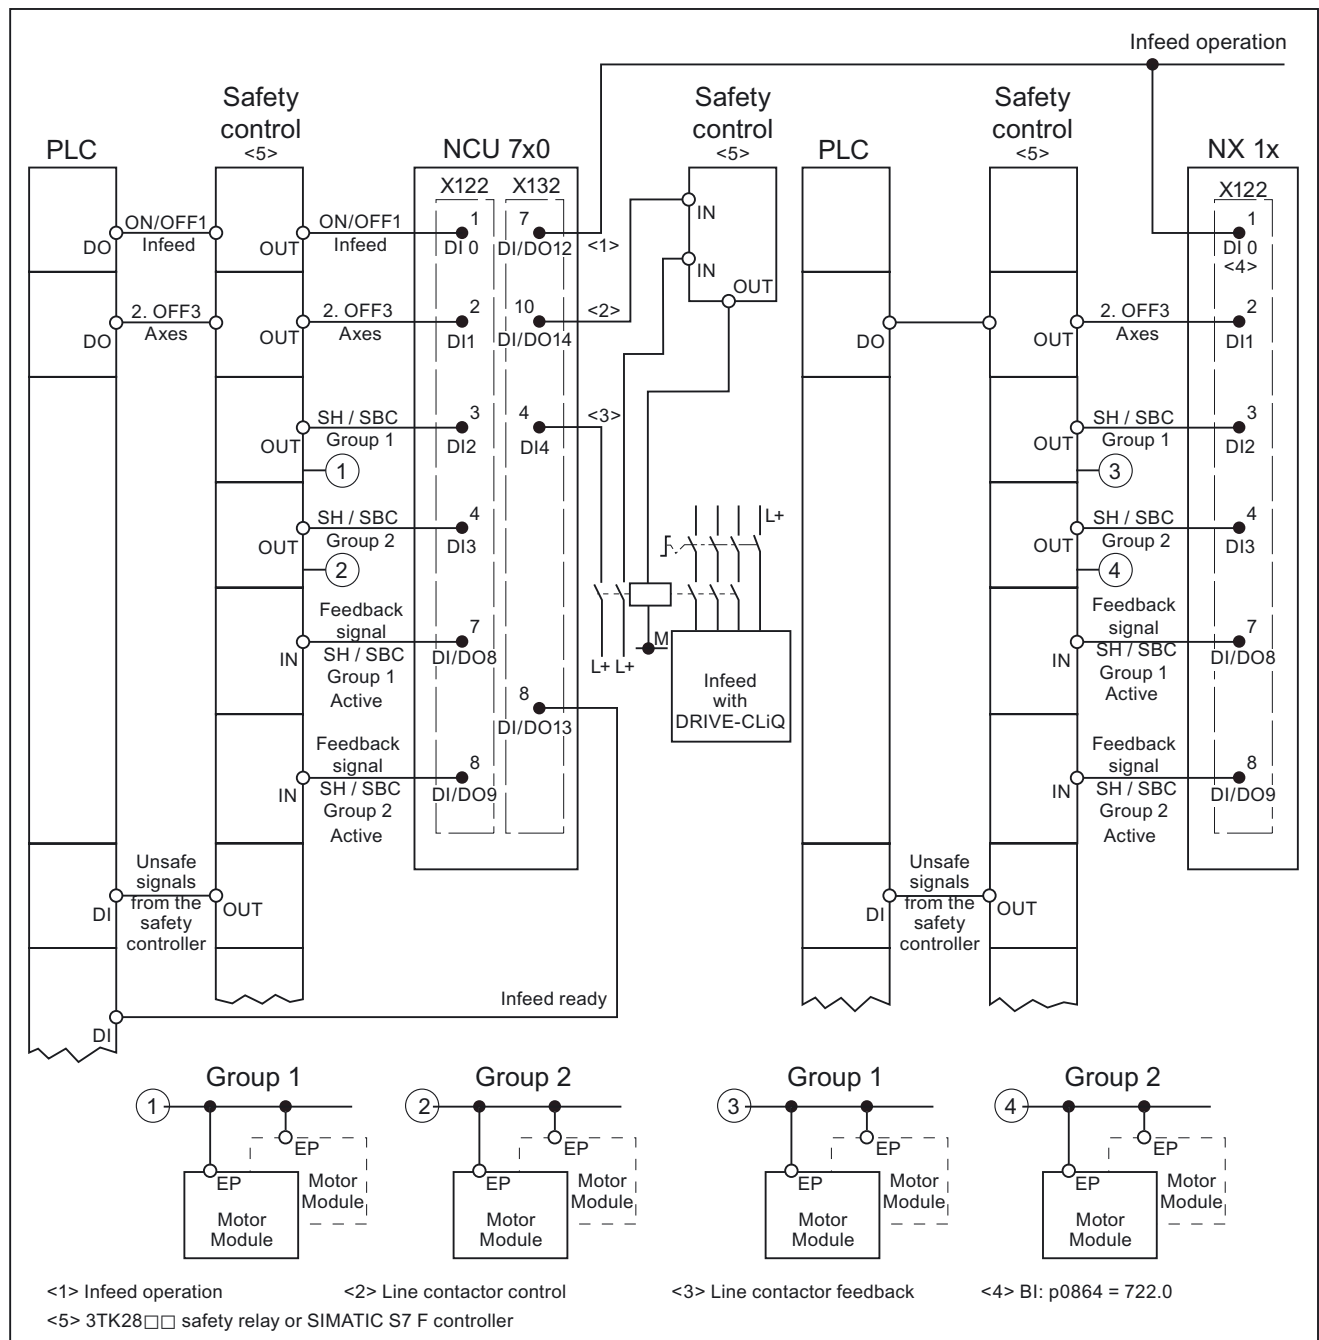 Infeed operation
Safety
control
<5>
Safety
control
<5>
Safety
control
<5>
PLC
NCU 7x0
PLC
NX 1x
X122
X132
X122
ON/OFF1
Infeed
DO
OUT
ON/OFF1
Infeed
1
DI 0
7
DI/DO12
<1>
IN
IN
OUT
1
DI 0
<4>
2. OFF3
Axes
DO
OUT
2. OFF3
Axes
2
DI1
10
DI/DO14
<2>
DO
OUT
2. OFF3
Axes
2
DI1
OUT
SH / SBC
Group 1
1
3
DI2
4
DI4
<3>
OUT
SH / SBC
Group 1
3
3
DI2
OUT
SH / SBC
Group 2
2
4
DI3
L+
OUT
SH / SBC
Group 2
4
4
DI3
IN
Feedback
signal
SH / SBC
Group 1
Active
7
DI/DO8
L+
L+
M
Infeed
with
DRIVE-CLiQ
IN
Feedback
signal
SH / SBC
Group 1
Active
7
DI/DO8
8
DI/DO13
IN
Feedback
signal
SH / SBC
Group 2
Active
8
DI/DO9
IN
Feedback
signal
SH / SBC
Group 2
Active
8
DI/DO9
DI
Unsafe
signals
from the
safety
controller
OUT
DI
Unsafe
signals
from the
safety
controller
OUT
Infeed ready
DI
Group 1
1
EP
EP
Motor
Module
Motor
Module
Group 2
2
EP
EP
Motor
Module
Motor
Module
Group 1
3
EP
EP
Motor
Module
Motor
Module
Group 2
4
EP
EP
Motor
Module
Motor
Module
<1> Infeed operation
<2> Line contactor control
<3> Line contactor feedback
<4> BI: p0864 = 722.0
<5> 3TK28□□ safety relay or SIMATIC S7 F controller